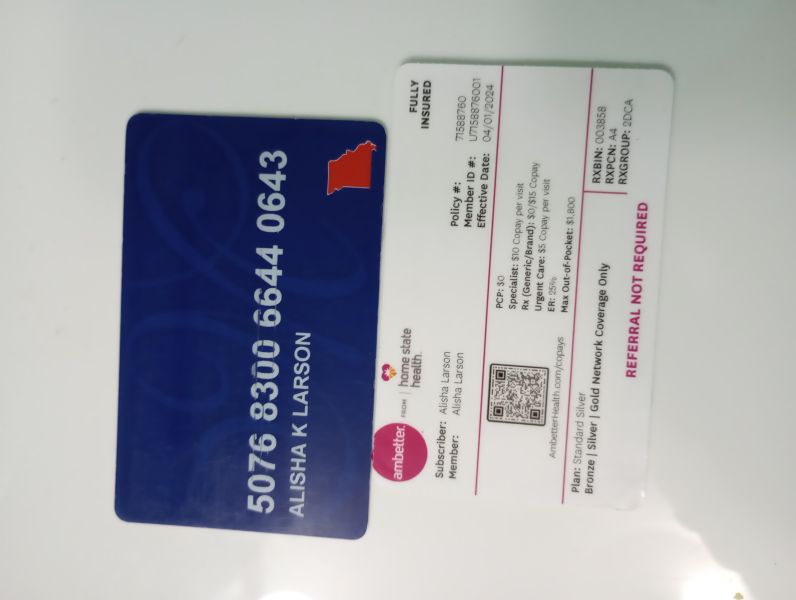 5076 8300 6644 0643
ALISHA K LARSON
ambetter.
FROM
home state
health.
FULLY
INSURED
Subscriber: Alisha Larson
Member: Alisha Larson
Policy #: 71588760
Member ID #: U7158876001
Effective Date: 04/01/2024
AmbetterHealth.com/copays
PCP: $0
Specialist: $10 Copay per visit
Rx (Generic/Brand): $0/$15 Copay
Urgent Care: $5 Copay per visit
ER: 25%
Max Out-of-Pocket: $1,800
Plan: Standard Silver
Bronze | Silver | Gold Network Coverage Only
RXBIN: 003858
RXPCN: A4
RXGROUP: 2DCA
REFERRAL NOT REQUIRED